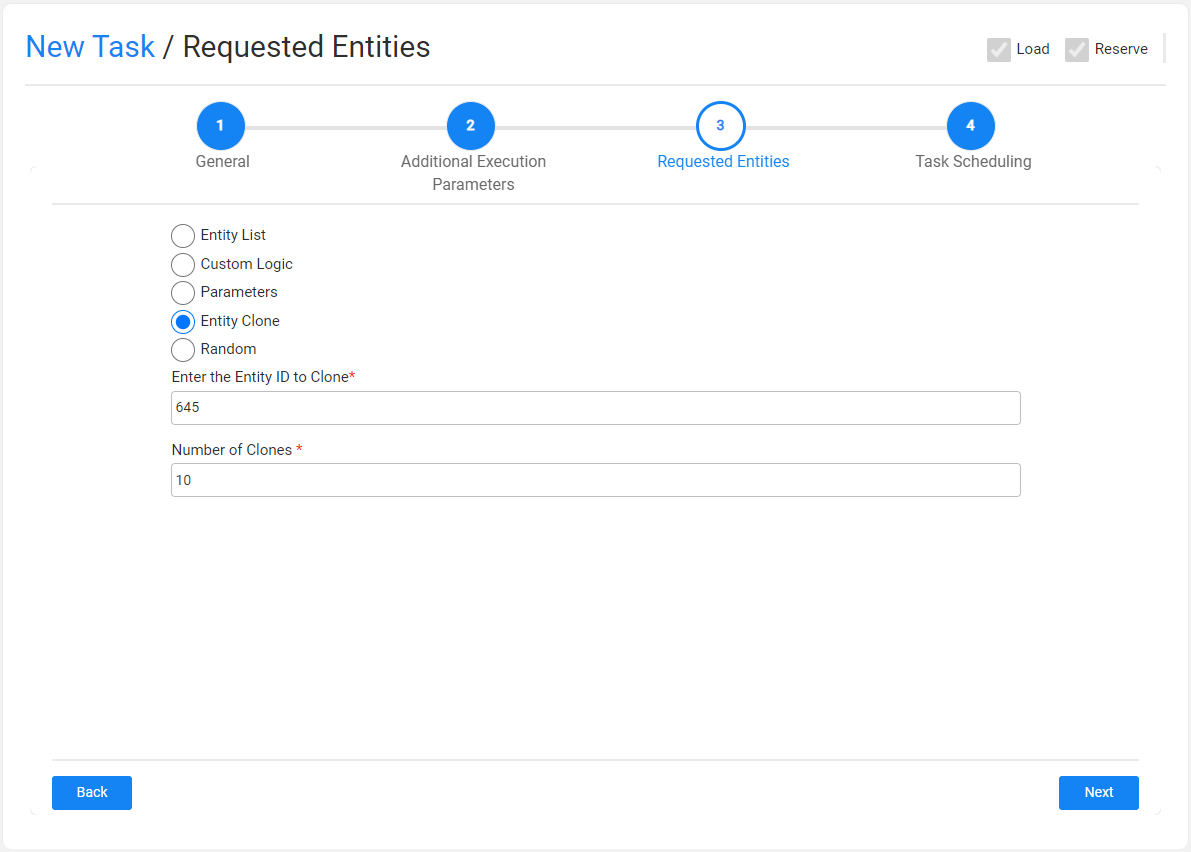 New Task / Requested Entities
Load Reserve
1 2 3 4
General Additional Execution Requested Entities Task Scheduling
Parameters
Entity List
Custom Logic
Parameters
Entity Clone
Random
Enter the Entity ID to Clone*
645
Number of Clones *
10
Back Next